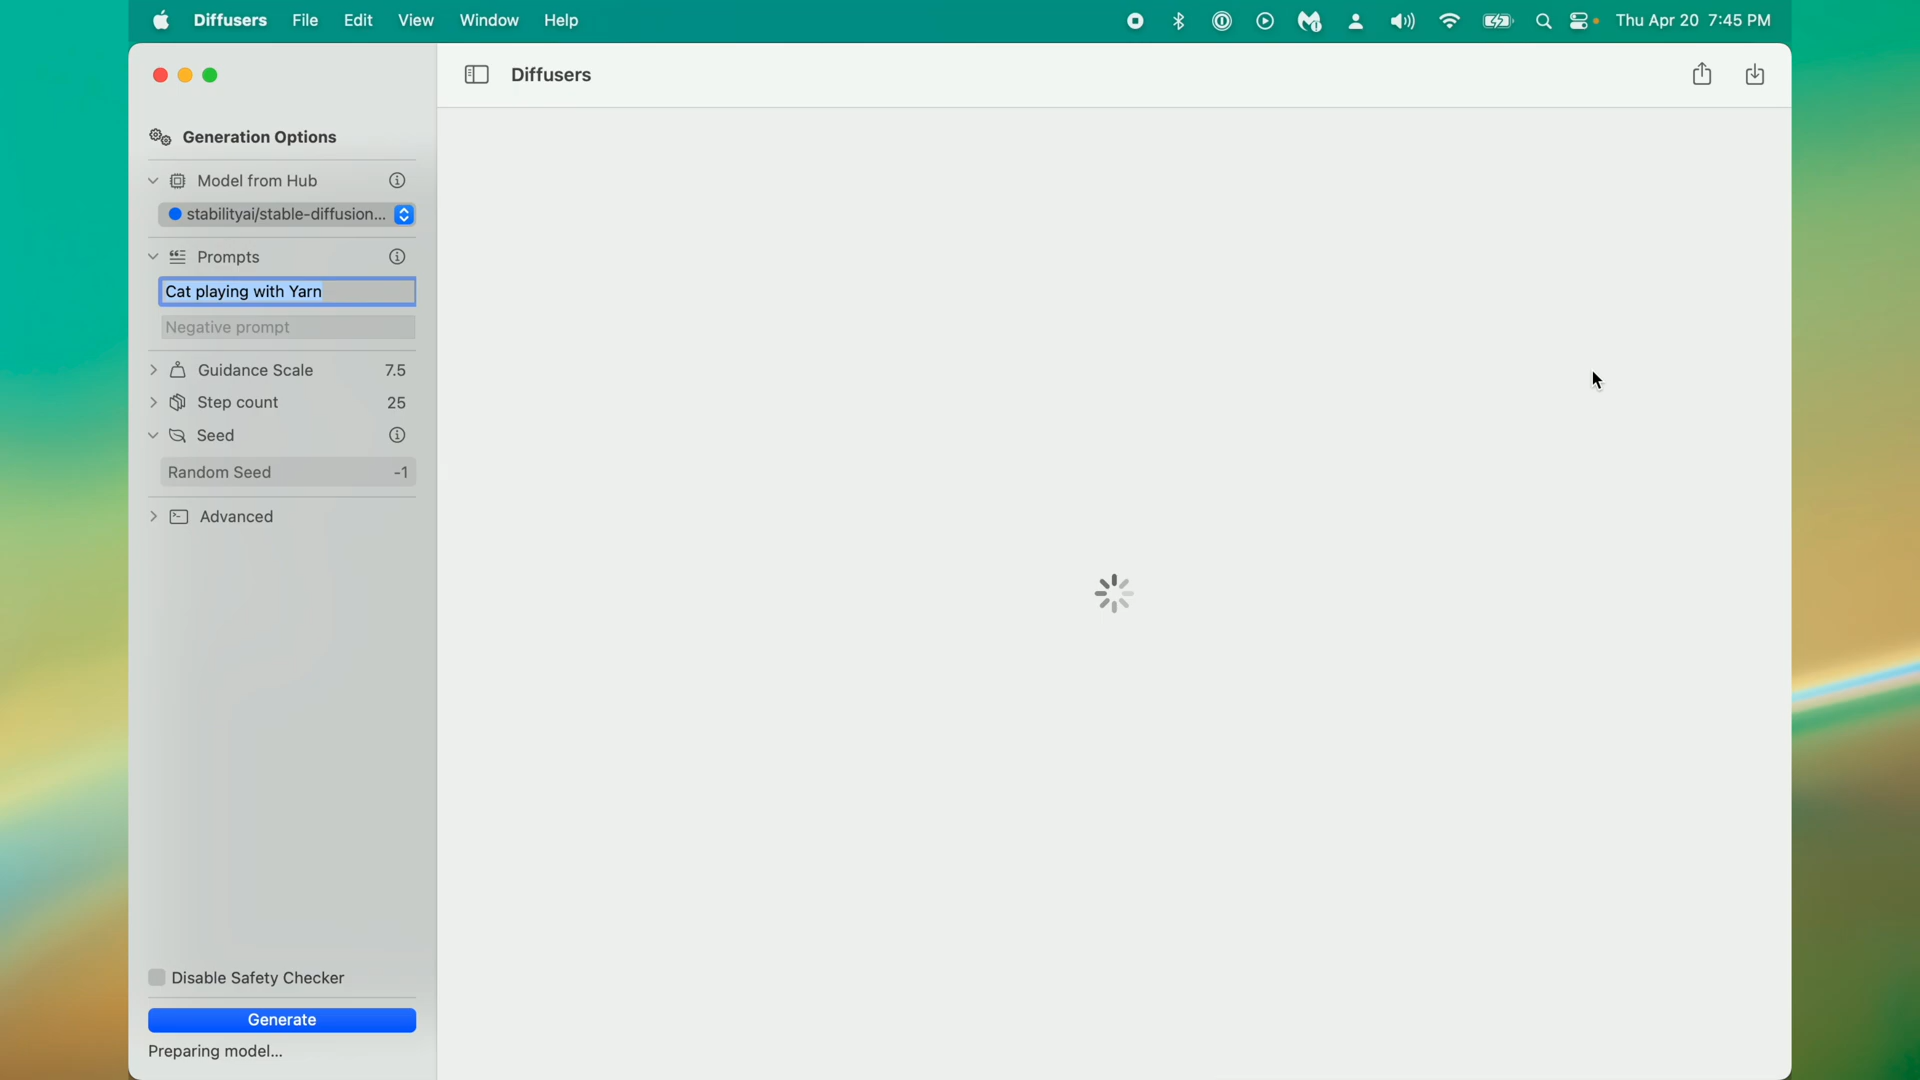 Diffusers File Edit View Window Help Thu Apr 20 7:45 PM
Diffusers
Generation Options
Model from Hub
stabilityai/stable-diffusion...
Prompts
Cat playing with Yarn
Negative prompt
Guidance Scale 7.5
Step count 25
Seed
Random Seed -1
Advanced
Disable Safety Checker
Generate
Preparing model...